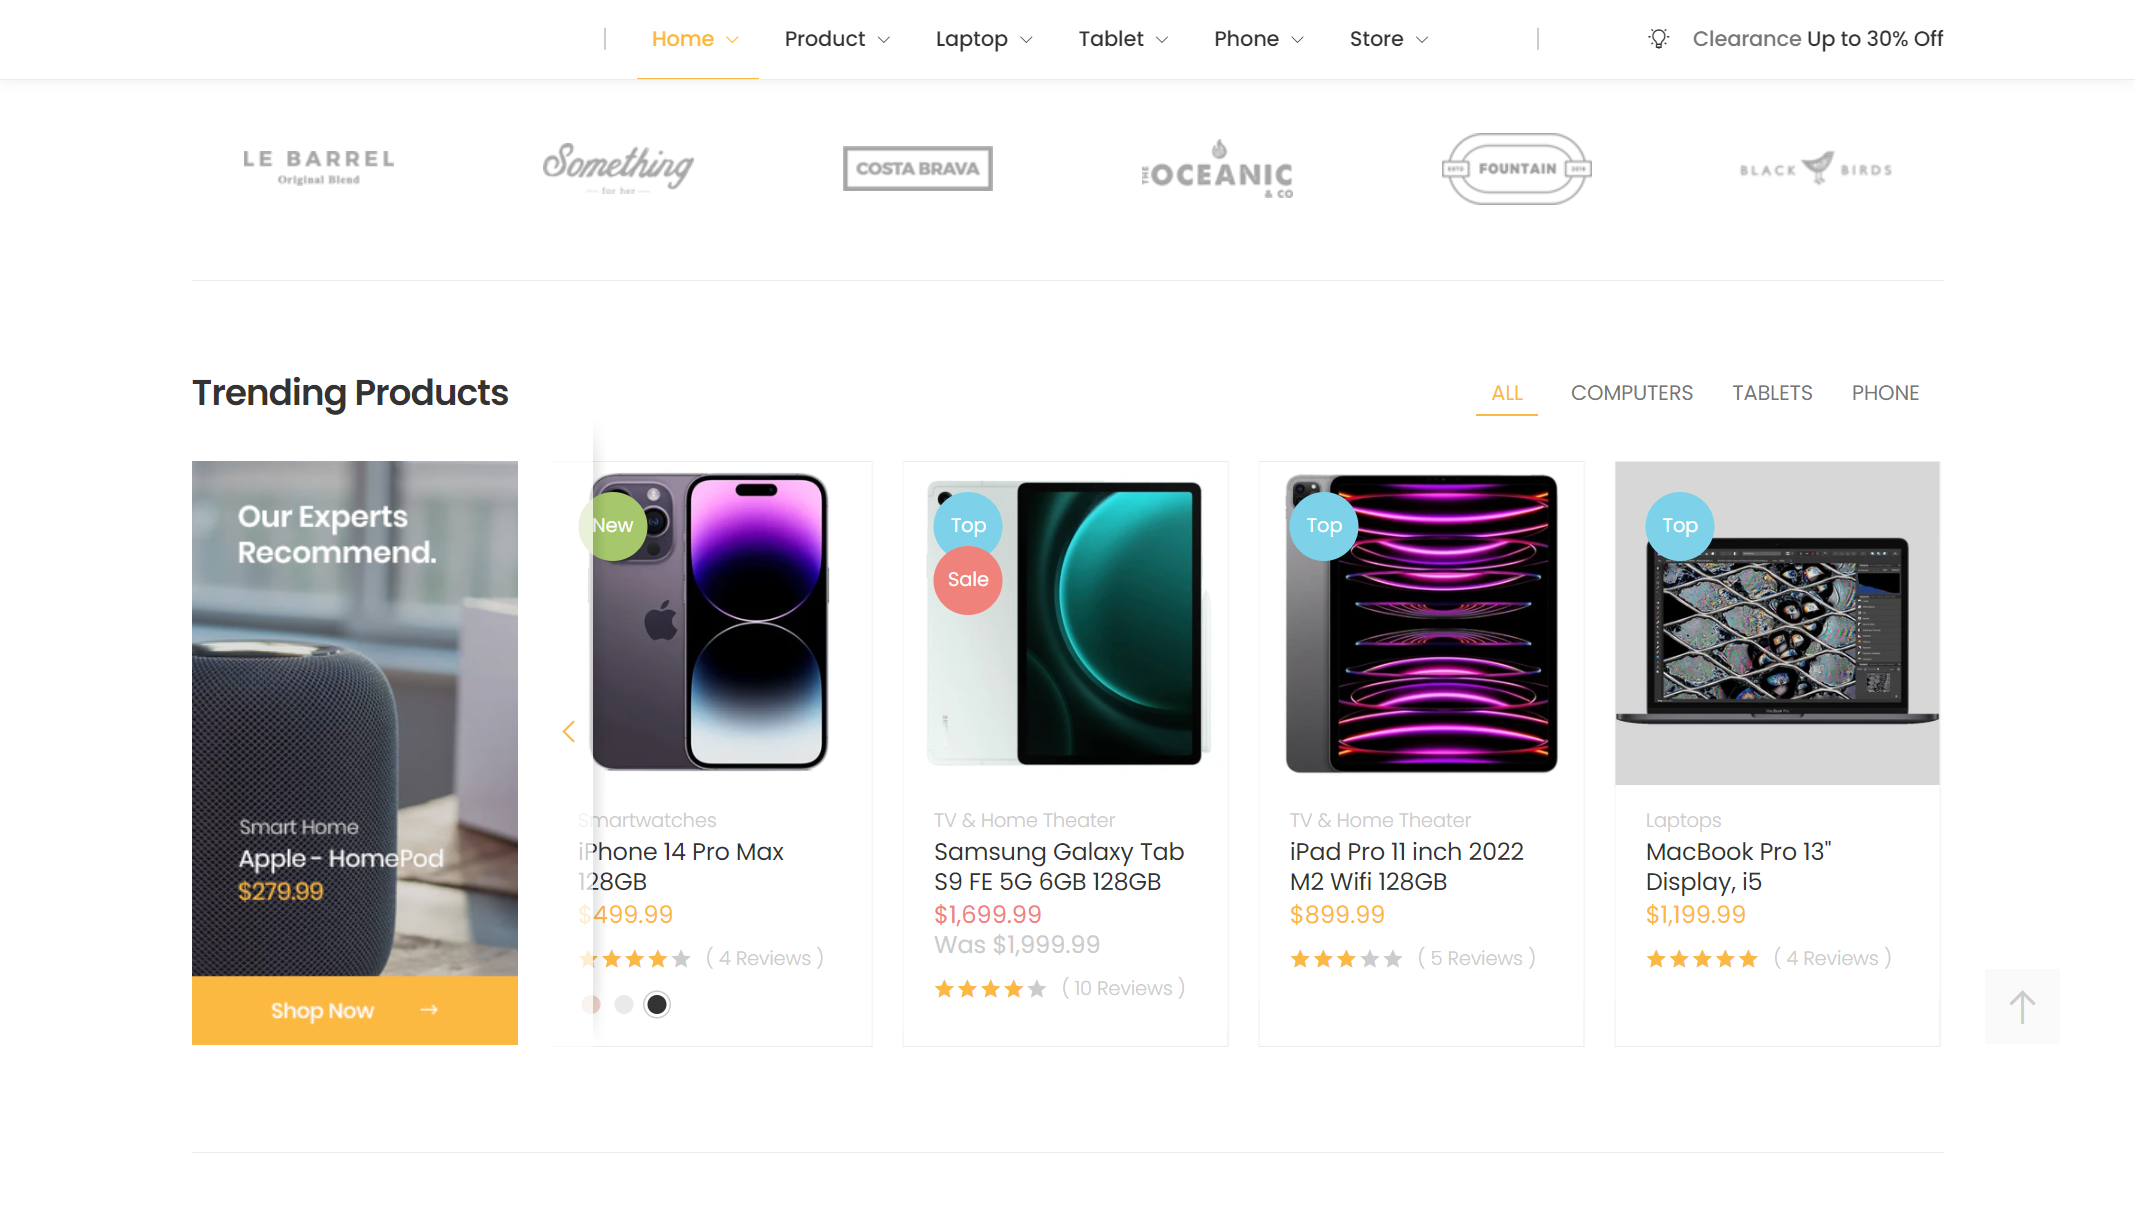 Home
Product
Laptop
Tablet
Phone
Store
Clearance Up to 30% Off
LE BARREL
Original Blend
Something
for her
COSTA BRAVA
THE OCEANIC
& CO
ESTD FOUNTAIN
BLACK BIRDS
Trending Products
ALL
COMPUTERS
TABLETS
PHONE
Our Experts
Recommend.
Smart Home
Apple - HomePod
$279.99
Shop Now
New
Smartwatches
iPhone 14 Pro Max
128GB
$499.99
( 4 Reviews )
Top
Sale
TV & Home Theater
Samsung Galaxy Tab
S9 FE 5G 6GB 128GB
$1,699.99
Was $1,999.99
( 10 Reviews )
Top
TV & Home Theater
iPad Pro 11 inch 2022
M2 Wifi 128GB
$899.99
( 5 Reviews )
Top
Laptops
MacBook Pro 13"
Display, i5
$1,199.99
( 4 Reviews )